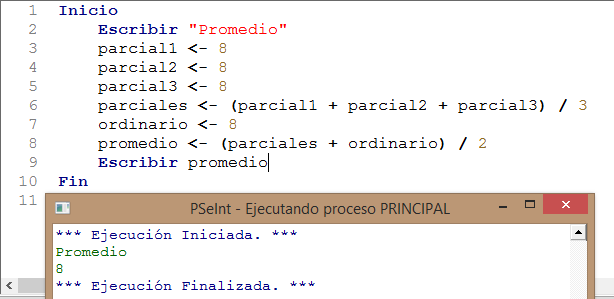 1 Inicio
2 Escribir "Promedio"
3 parcial1 <- 8
4 parcial2 <- 8
5 parcial3 <- 8
6 parciales <- (parcial1 + parcial2 + parcial3) / 3
7 ordinario <- 8
8 promedio <- (parciales + ordinario) / 2
9 Escribir promedio
10 Fin
11
PSeInt - Ejecutando proceso PRINCIPAL
*** Ejecución Iniciada. ***
Promedio
8
*** Ejecución Finalizada. ***